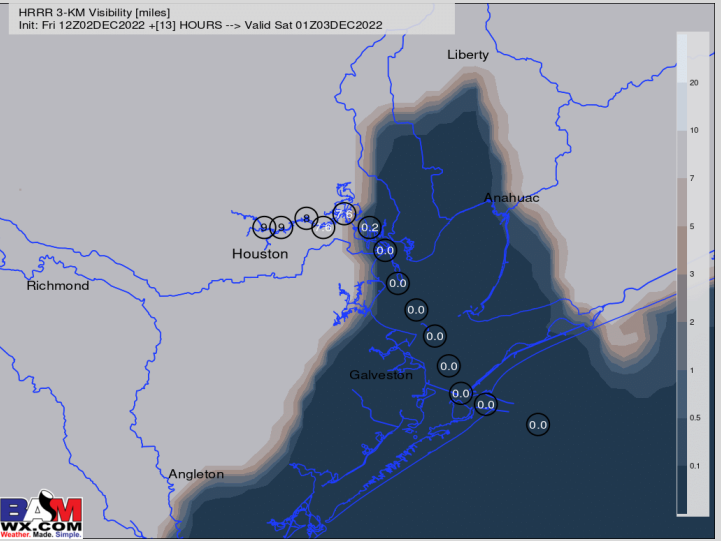 HRRR 3-KM Visibility [miles]
Init: Fri 12Z02DEC2022 +[13] HOURS --> Valid Sat 01Z03DEC2022
Liberty
20
10
7
Anahuac
9 9 8 7.6 7.6 0.2
5
0.0
Houston
3
Richmond
0.0
0.0
2
0.0
0.0
1
Galveston
0.0
0.0
0.5
0.0
0.1
Angleton
BAM
WX.COM
Weather. Made. Simple.